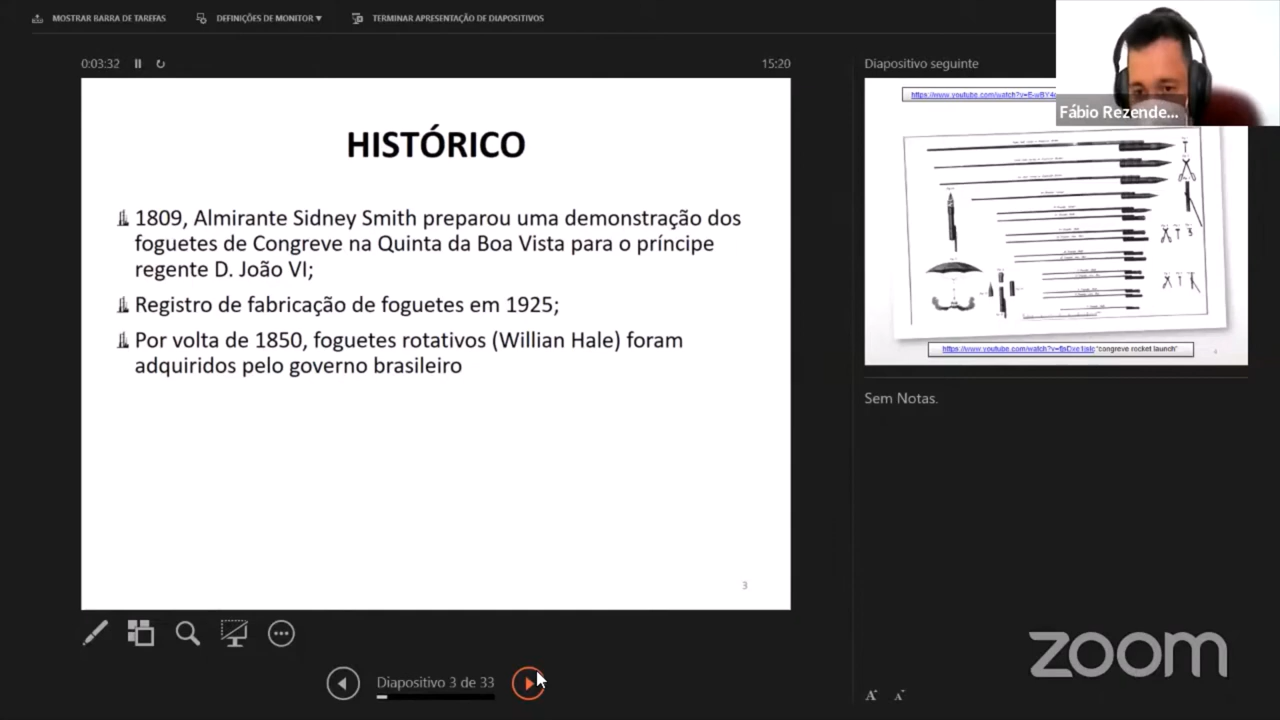 MOSTRAR BARRA DE TAREFAS
DEFINIÇÕES DE MONITOR ▼
TERMINAR APRESENTAÇÃO DE DIAPOSITIVOS
0:03:32
15:20
HISTÓRICO
1809, Almirante Sidney Smith preparou uma demonstração dos
foguetes de Congreve na Quinta da Boa Vista para o príncipe
regente D. João VI;
Registro de fabricação de foguetes em 1925;
Por volta de 1850, foguetes rotativos (Willian Hale) foram
adquiridos pelo governo brasileiro
3
Diapositivo 3 de 33
Diapositivo seguinte
Fábio Rezende...
"congreve rocket launch"
Sem Notas.
zoom
A
A